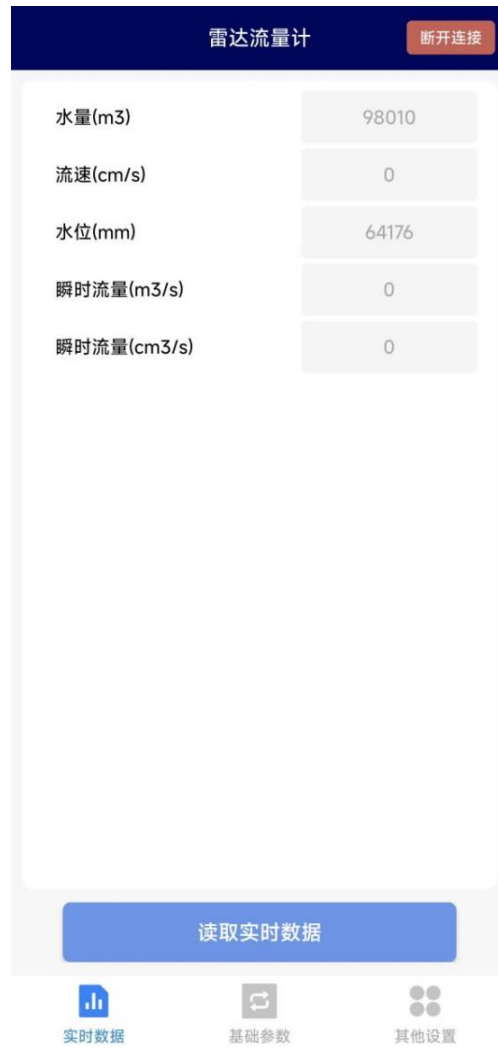 雷达流量计 断开连接
水量(m3) 98010
流速(cm/s) 0
水位(mm) 64176
瞬时流量(m3/s) 0
瞬时流量(cm3/s) 0
读取实时数据
实时数据 基础参数 其他设置